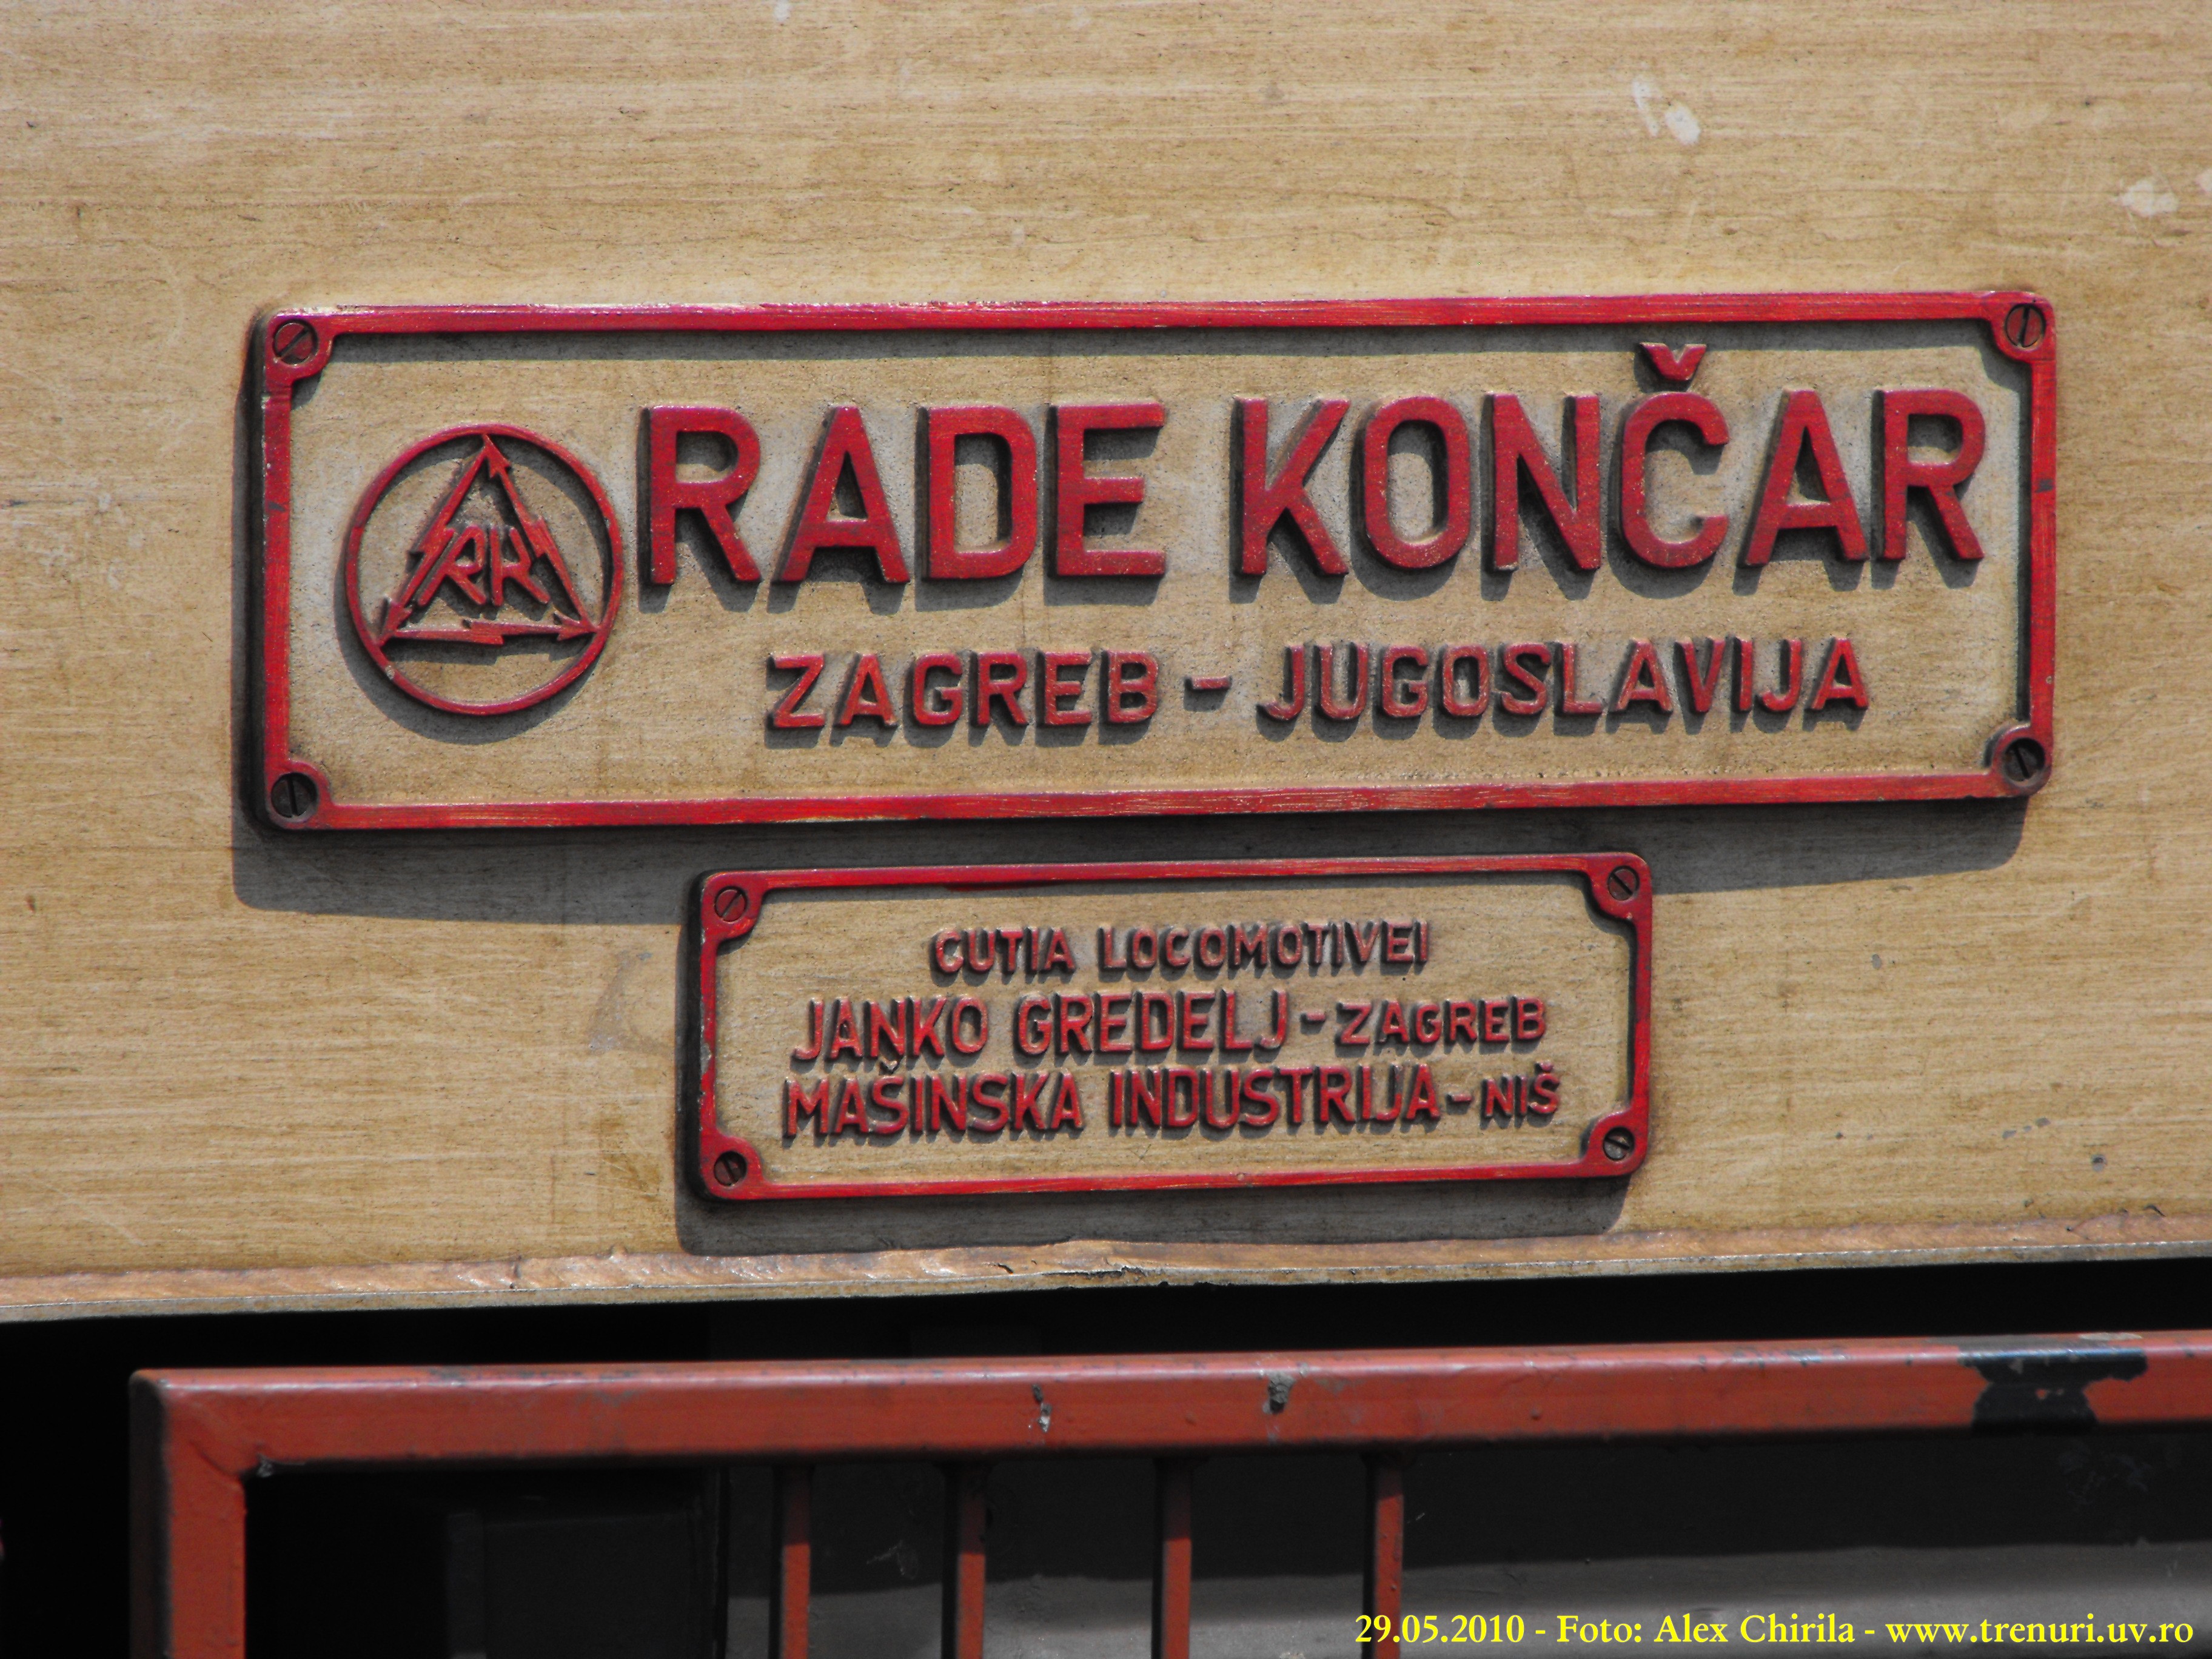 RK
RADE KONČAR
ZAGREB - JUGOSLAVIJA
CUTIA LOCOMOTIVEI
JANKO GREDELJ - ZAGREB
MAŠINSKA INDUSTRIJA - NIŠ
29.05.2010 - Foto: Alex Chirila - www.trenuri.uv.ro